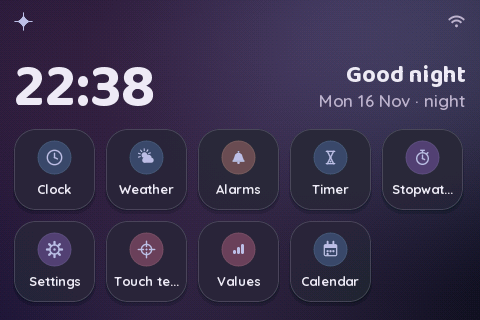 22:38
Good night
Mon 16 Nov · night
Clock
Weather
Alarms
Timer
Stopwat...
Settings
Touch te...
Values
Calendar